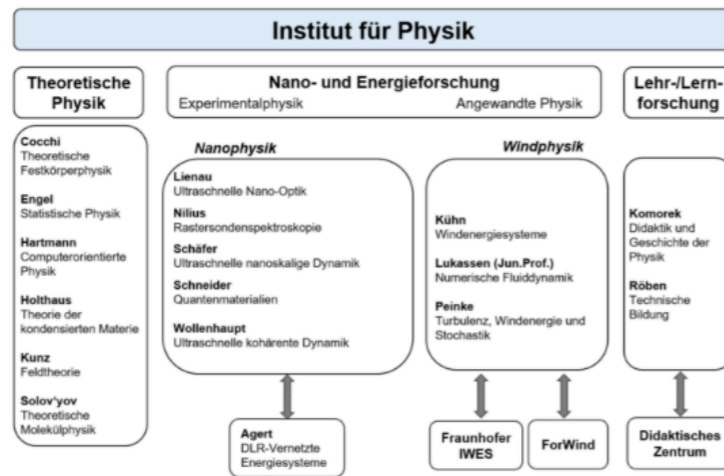 Institut für Physik
Theoretische
Physik
Cocchi
Theoretische
Festkörperphysik
Engel
Statistische Physik
Hartmann
Computerorientierte
Physik
Holthaus
Theorie der
kondensierten Materie
Kunz
Feldtheorie
Solov'yov
Theoretische
Molekülphysik
Nano- und Energieforschung
Experimentalphysik
Angewandte Physik
Nanophysik
Lienau
Ultraschnelle Nano-Optik
Nilius
Rastersondenspektroskopie
Schäfer
Ultraschnelle nanoskalige Dynamik
Schneider
Quantenmaterialien
Wollenhaupt
Ultraschnelle kohärente Dynamik
Agert
DLR-Vernetzte
Energiesysteme
Windphysik
Kühn
Windenergiesysteme
Lukassen (Jun.Prof.)
Numerische Fluiddynamik
Peinke
Turbulenz, Windenergie und
Stochastik
Fraunhofer
IWES
ForWind
Lehr-/Lern-
forschung
Komorek
Didaktik und
Geschichte der
Physik
Röben
Technische
Bildung
Didaktisches
Zentrum